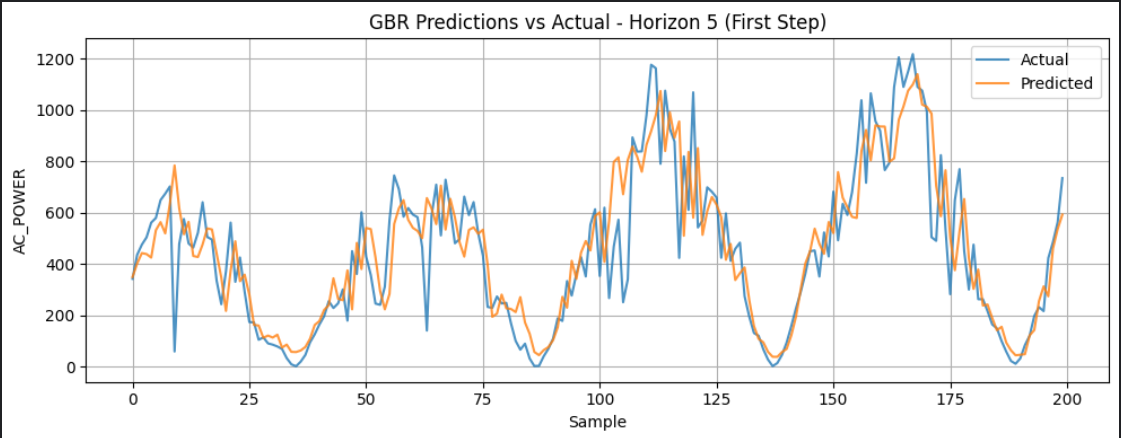 GBR Predictions vs Actual - Horizon 5 (First Step)
Actual
Predicted
1200
1000
800
600
400
200
0
AC_POWER
0 25 50 75 100 125 150 175 200
Sample